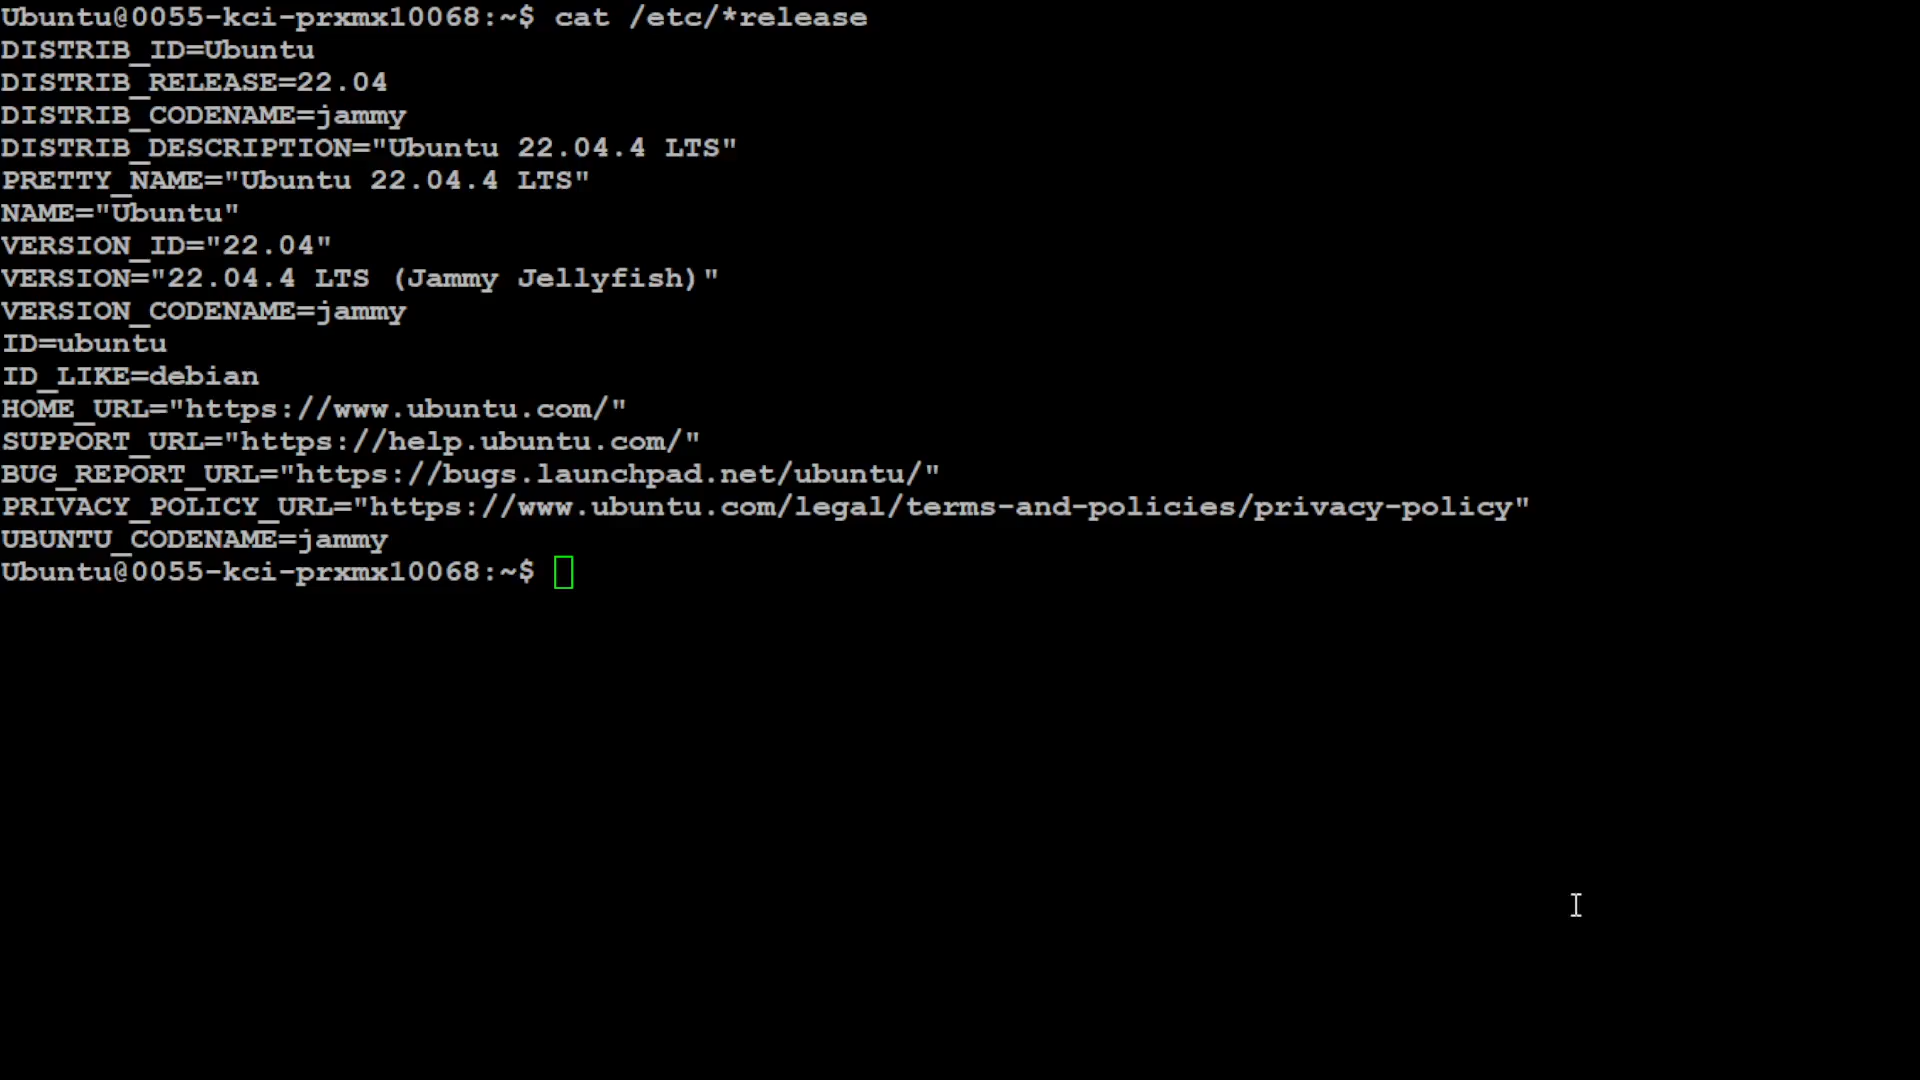 Ubuntu@0055-kci-prxmx10068:~$ cat /etc/*release
DISTRIB_ID=Ubuntu
DISTRIB_RELEASE=22.04
DISTRIB_CODENAME=jammy
DISTRIB_DESCRIPTION="Ubuntu 22.04.4 LTS"
PRETTY_NAME="Ubuntu 22.04.4 LTS"
NAME="Ubuntu"
VERSION_ID="22.04"
VERSION="22.04.4 LTS (Jammy Jellyfish)"
VERSION_CODENAME=jammy
ID=ubuntu
ID_LIKE=debian
HOME_URL="https://www.ubuntu.com/"
SUPPORT_URL="https://help.ubuntu.com/"
BUG_REPORT_URL="https://bugs.launchpad.net/ubuntu/"
PRIVACY_POLICY_URL="https://www.ubuntu.com/legal/terms-and-policies/privacy-policy"
UBUNTU_CODENAME=jammy
Ubuntu@0055-kci-prxmx10068:~$